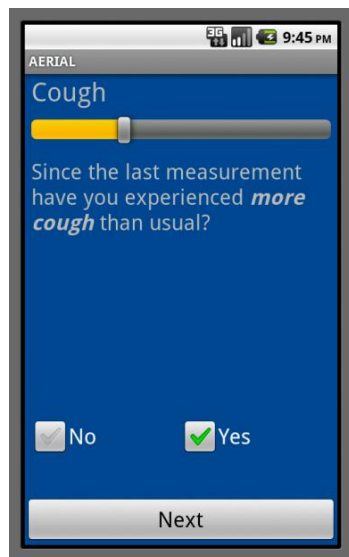 3G 9:45 PM
AERIAL
Cough
Since the last measurement
have you experienced more
cough than usual?
No Yes
Next